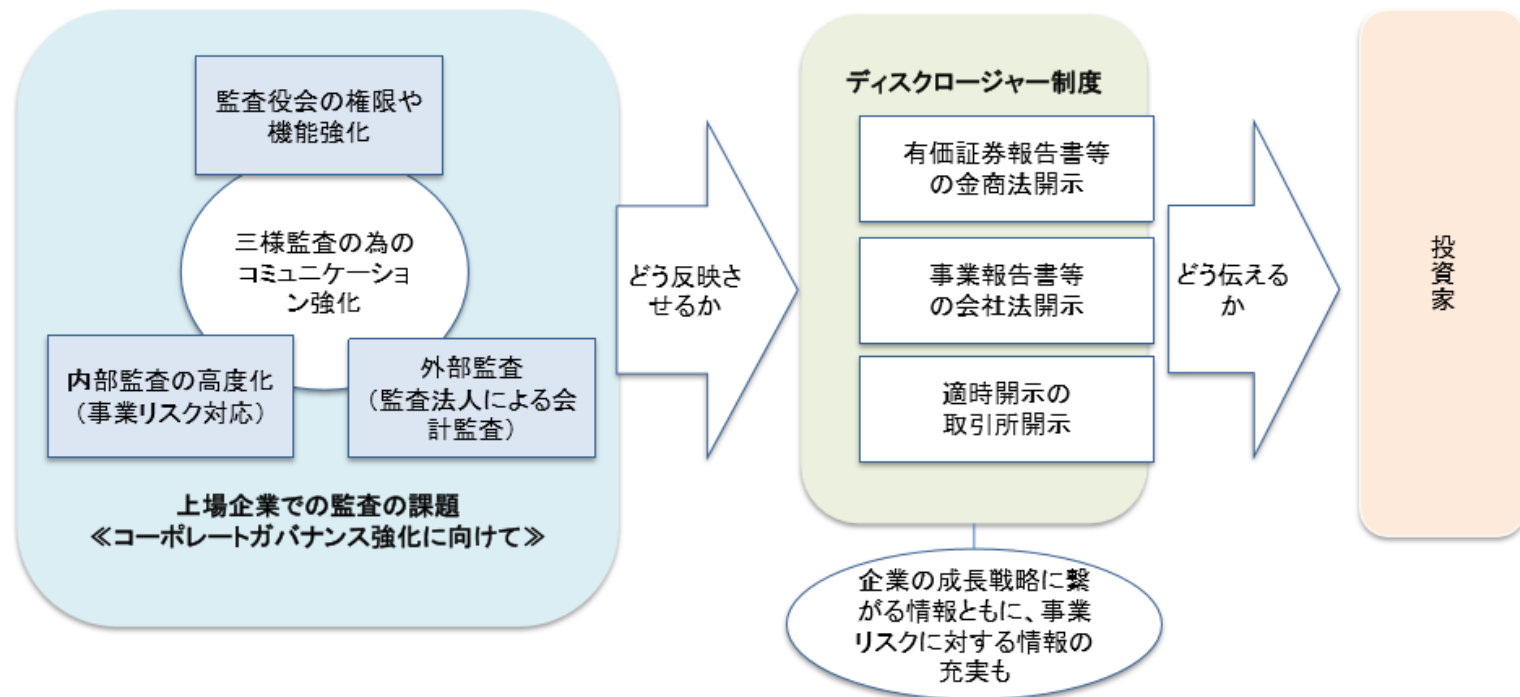 監査役会の権限や
機能強化
三様監査の為の
コミュニケーショ
ン強化
内部監査の高度化
（事業リスク対応）
外部監査
（監査法人による会
計監査）
上場企業での監査の課題
≪コーポレートガバナンス強化に向けて≫
どう反映さ
せるか
ディスクロージャー制度
有価証券報告書等
の金商法開示
事業報告書等
の会社法開示
適時開示の
取引所開示
企業の成長戦略に繋
がる情報ともに、事業
リスクに対する情報の
充実も
どう伝える
か
投資家